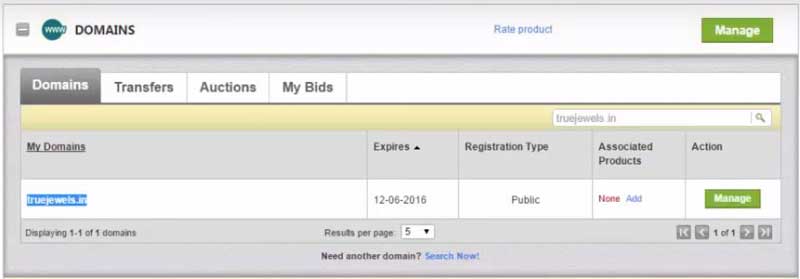 www DOMAINS Rate product Manage
Domains Transfers Auctions My Bids
truejewels.in
My Domains Expires Registration Type Associated Products Action
truejewels.in 12-06-2016 Public None Add Manage
Displaying 1-1 of 1 domains Results per page: 5 1 of 1
Need another domain? Search Now!